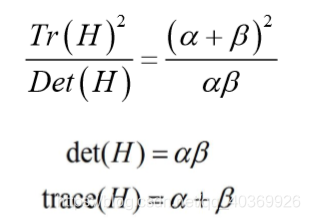 Tr(H)² / Det(H) = (α + β)² / αβ
det(H) = αβ
trace(H) = α + β